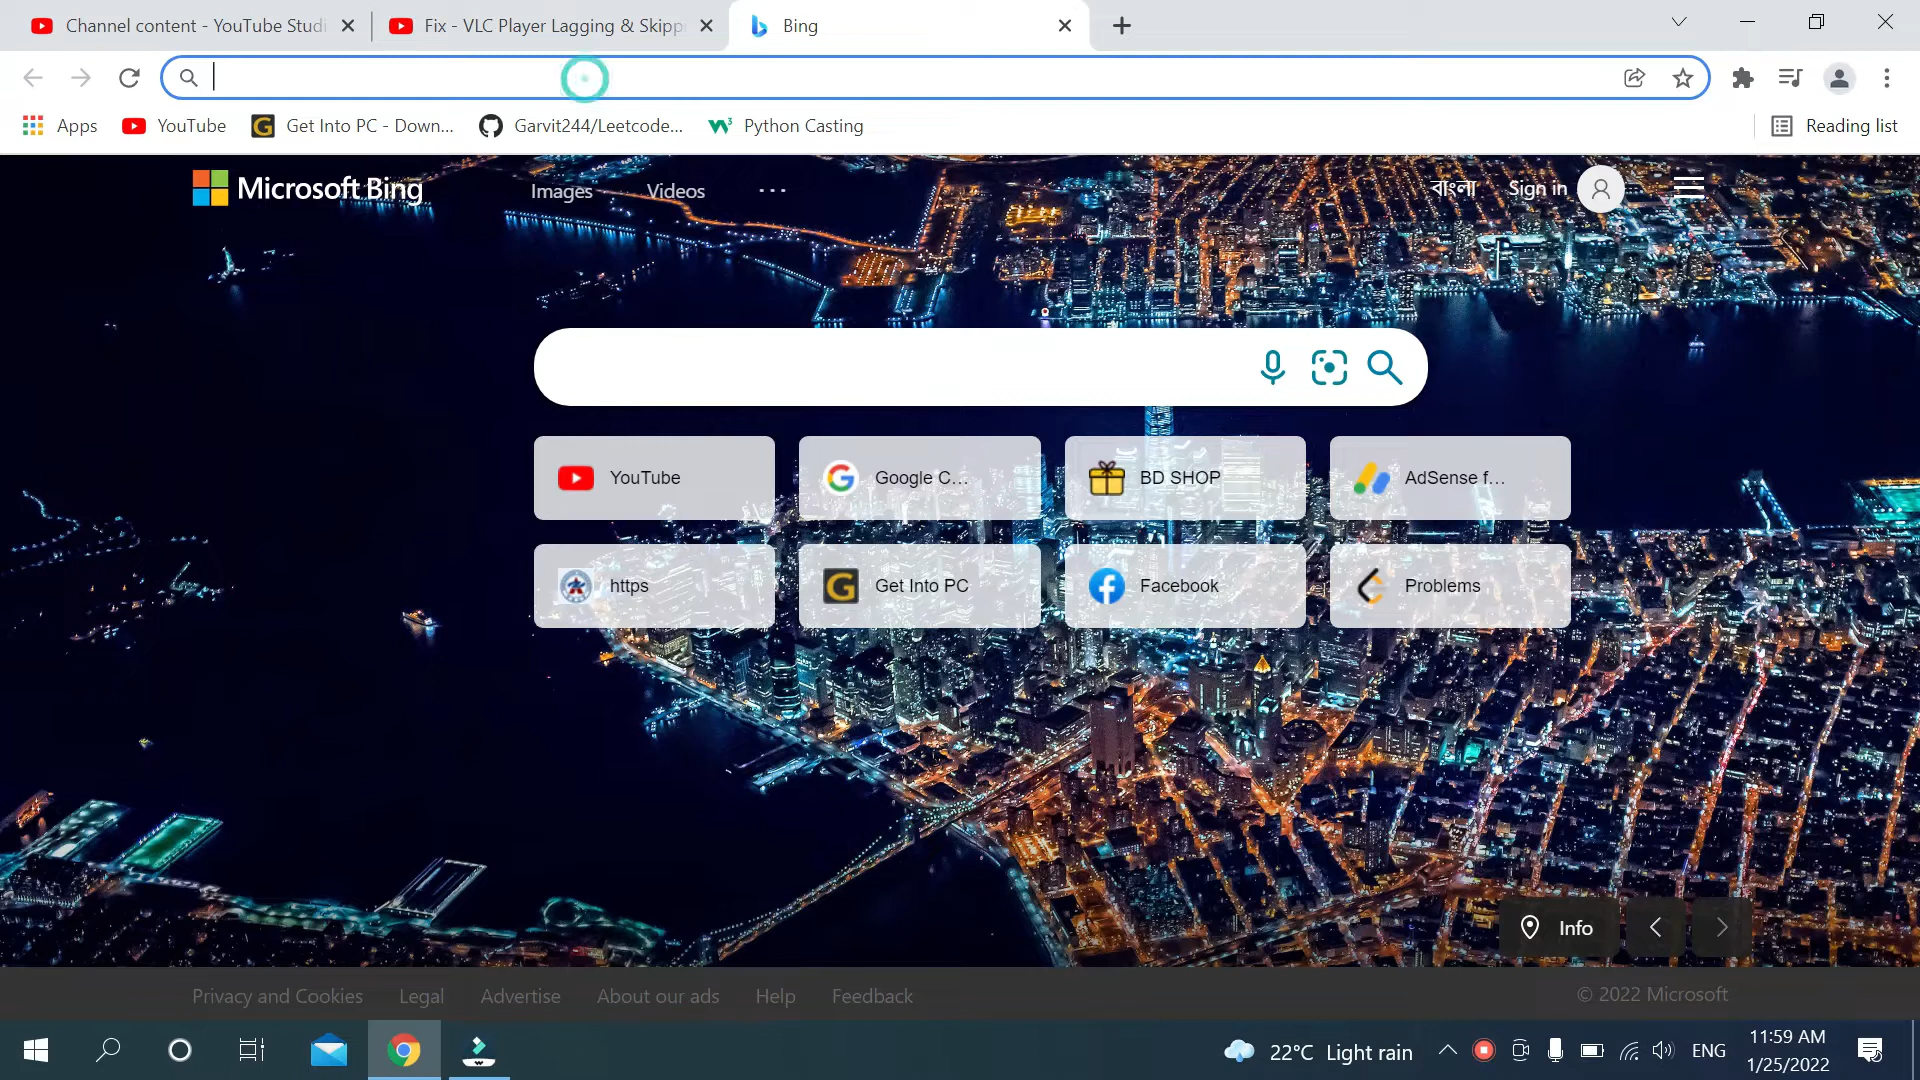 Channel content - YouTube Studi
Fix - VLC Player Lagging & Skipp
Bing
Apps
YouTube
Get Into PC - Down...
Garvit244/Leetcode...
Python Casting
Reading list
Microsoft Bing
Images
Videos
বাংলা
Sign in
YouTube
Google C...
BD SHOP
AdSense f...
https
Get Into PC
Facebook
Problems
Info
Privacy and Cookies
Legal
Advertise
About our ads
Help
Feedback
© 2022 Microsoft
22°C Light rain
ENG
11:59 AM
1/25/2022